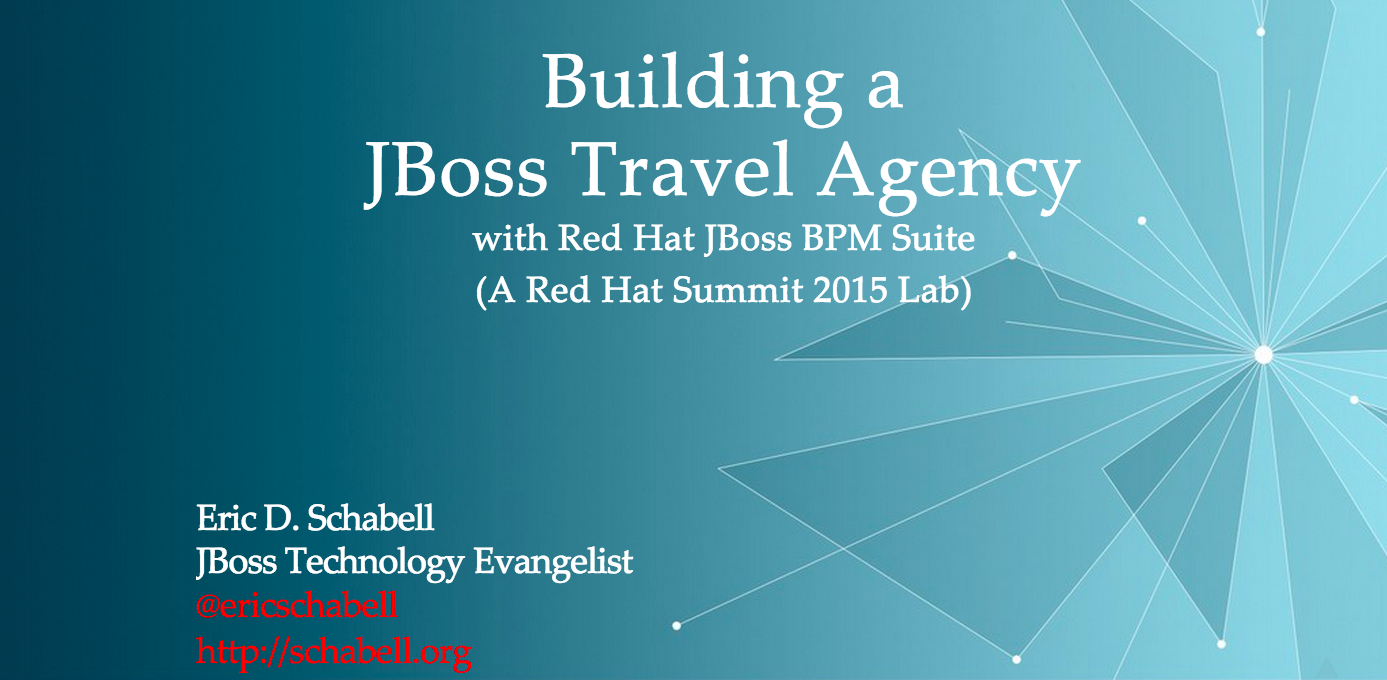 Building a
JBoss Travel Agency
with Red Hat JBoss BPM Suite
(A Red Hat Summit 2015 Lab)
Eric D. Schabell
JBoss Technology Evangelist
@ericschabell
http://schabell.org